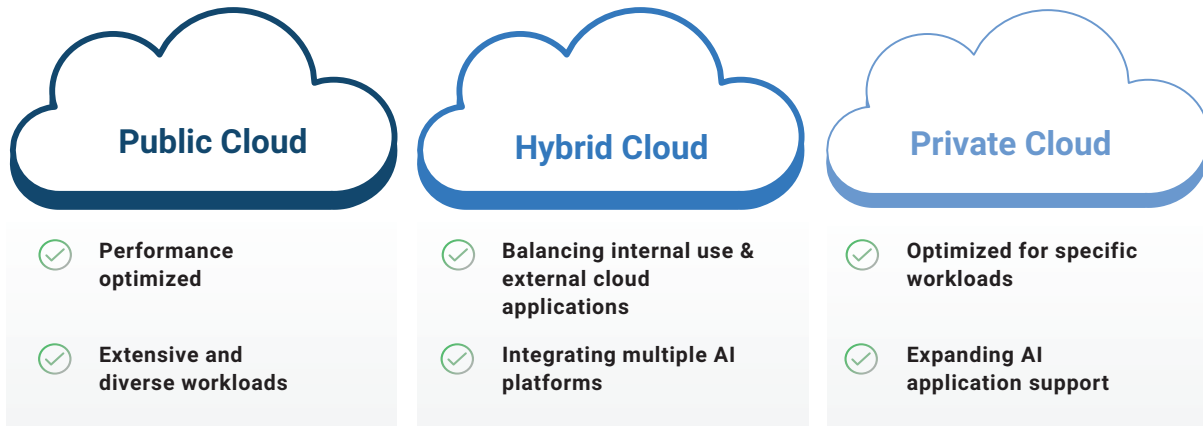 Public Cloud
Performance
optimized
Extensive and
diverse workloads
Hybrid Cloud
Balancing internal use &
external cloud
applications
Integrating multiple AI
platforms
Private Cloud
Optimized for specific
workloads
Expanding AI
application support